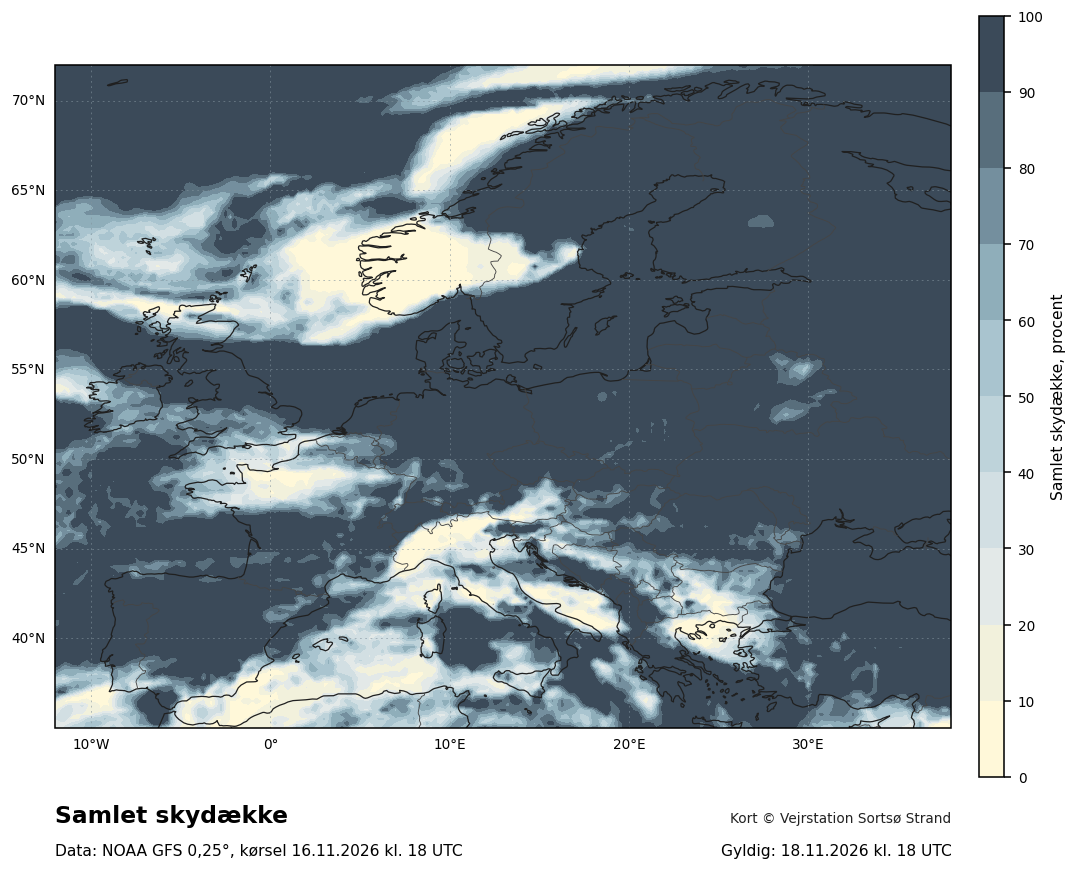 70°N
65°N
60°N
55°N
50°N
45°N
40°N
10°W 0° 10°E 20°E 30°E
100
90
80
70
60
50
40
30
20
10
0
Samlet skydække, procent
Samlet skydække
Kort © Vejrstation Sortsø Strand
Data: NOAA GFS 0,25°, kørsel 16.11.2026 kl. 18 UTC
Gyldig: 18.11.2026 kl. 18 UTC